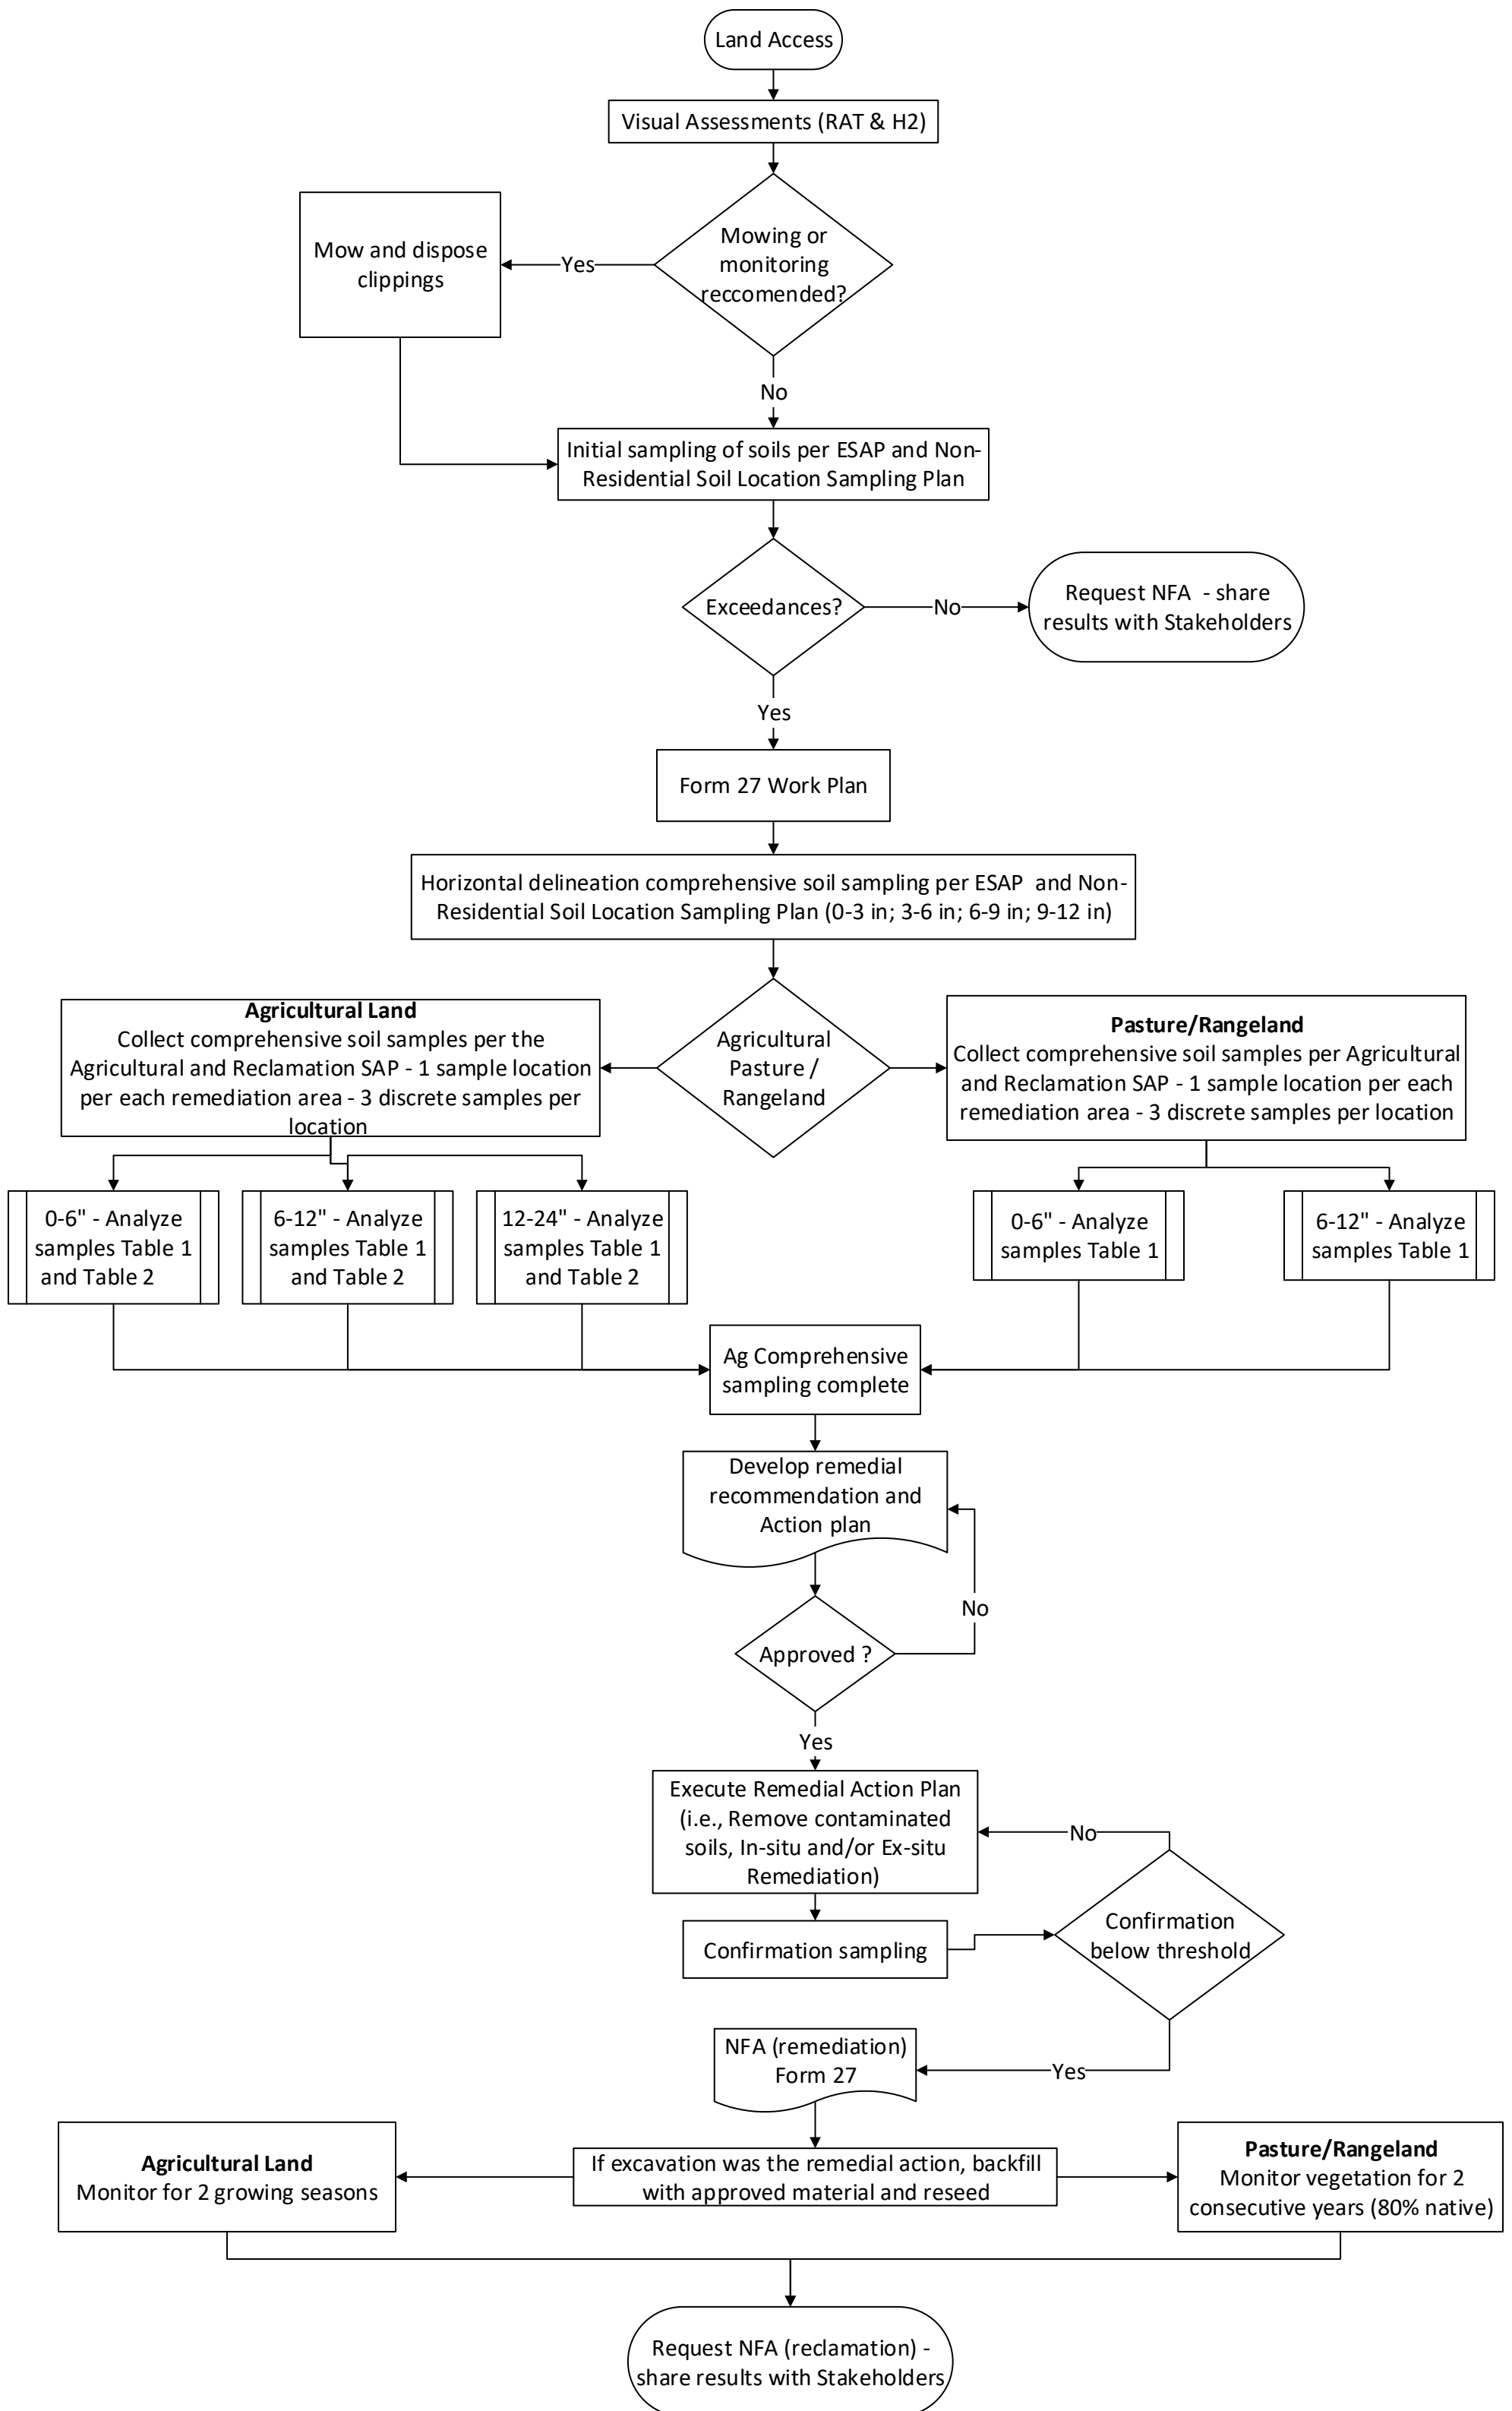 Land Access
Visual Assessments (RAT & H2)
Mowing or
monitoring
reccomended?
Yes
Mow and dispose
clippings
No
Initial sampling of soils per ESAP and Non-
Residential Soil Location Sampling Plan
Exceedances?
No
Request NFA - share
results with Stakeholders
Yes
Form 27 Work Plan
Horizontal delineation comprehensive soil sampling per ESAP and Non-
Residential Soil Location Sampling Plan (0-3 in; 3-6 in; 6-9 in; 9-12 in)
Agricultural Land
Collect comprehensive soil samples per the
Agricultural and Reclamation SAP - 1 sample location
per each remediation area - 3 discrete samples per
location
Agricultural
Pasture /
Rangeland
Pasture/Rangeland
Collect comprehensive soil samples per Agricultural
and Reclamation SAP - 1 sample location per each
remediation area - 3 discrete samples per location
0-6" - Analyze
samples Table 1
and Table 2
6-12" - Analyze
samples Table 1
and Table 2
12-24" - Analyze
samples Table 1
and Table 2
0-6" - Analyze
samples Table 1
6-12" - Analyze
samples Table 1
Ag Comprehensive
sampling complete
Develop remedial
recommendation and
Action plan
No
Approved ?
Yes
Execute Remedial Action Plan
(i.e., Remove contaminated
soils, In-situ and/or Ex-situ
Remediation)
No
Confirmation sampling
Confirmation
below threshold
NFA (remediation)
Form 27
Yes
Agricultural Land
Monitor for 2 growing seasons
If excavation was the remedial action, backfill
with approved material and reseed
Pasture/Rangeland
Monitor vegetation for 2
consecutive years (80% native)
Request NFA (reclamation) -
share results with Stakeholders